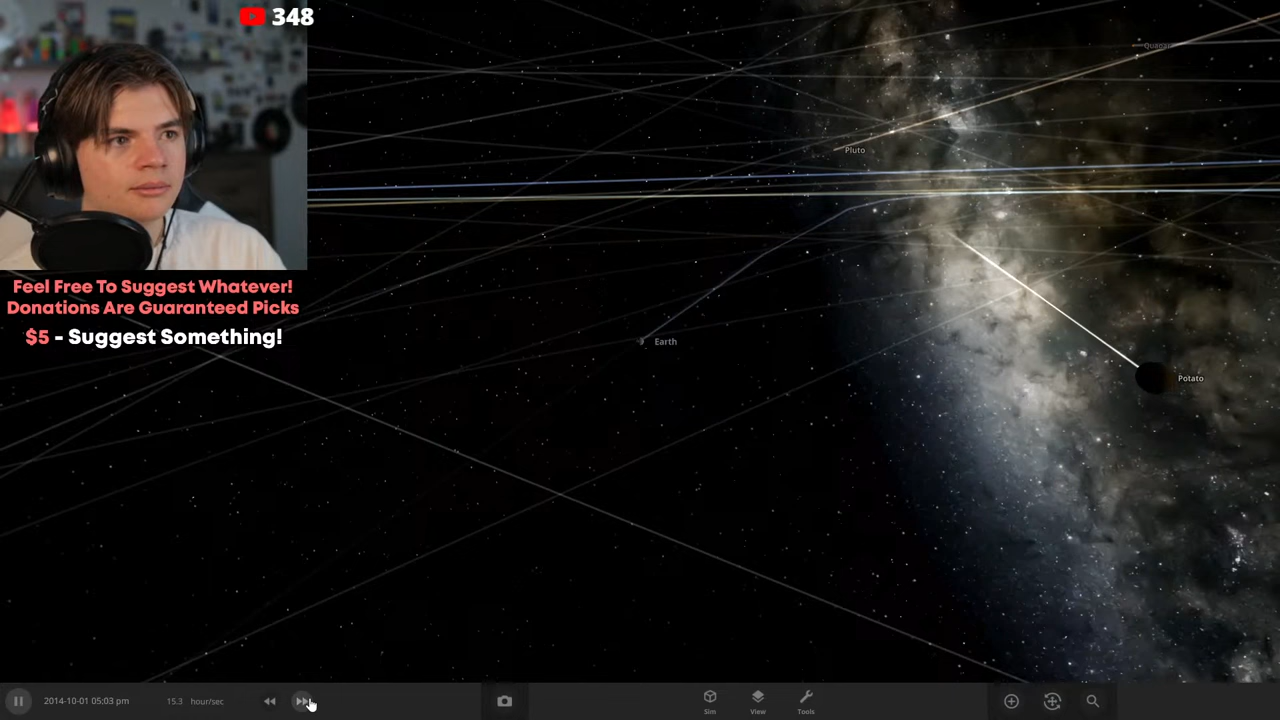 348
Quaoar
Pluto
Feel Free To Suggest Whatever!
Donations Are Guaranteed Picks
$5 - Suggest Something!
Earth
Potato
2014-10-01 05:03 pm
15.3 hour/sec
Sim
View
Tools